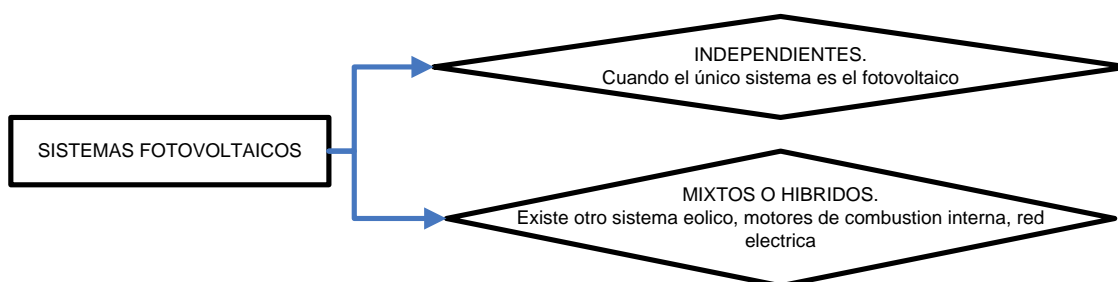 INDEPENDIENTES.
Cuando el único sistema es el fotovoltaico
SISTEMAS FOTOVOLTAICOS
MIXTOS O HIBRIDOS.
Existe otro sistema eolico, motores de combustion interna, red
electrica